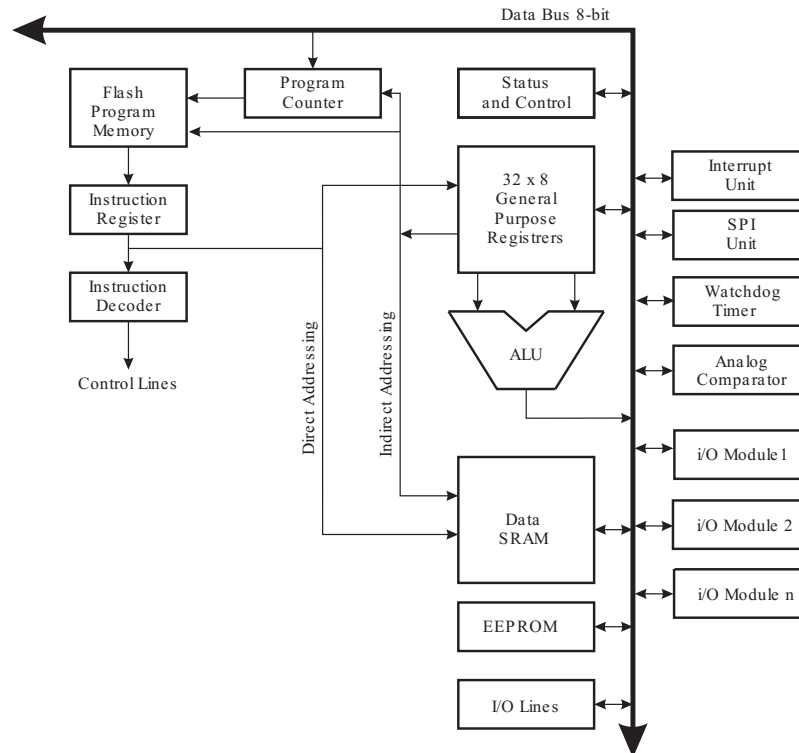 Data Bus 8-bit
Flash
Program
Memory
Program
Counter
Status
and Control
Instruction
Register
32 x 8
General
Purpose
Registrers
Interrupt
Unit
SPI
Unit
Instruction
Decoder
Watchdog
Timer
ALU
Analog
Comparator
Control Lines
Direct Addressing
Indirect Addressing
i/O Module1
Data
SRAM
i/O Module 2
i/O Module n
EEPROM
I/O Lines